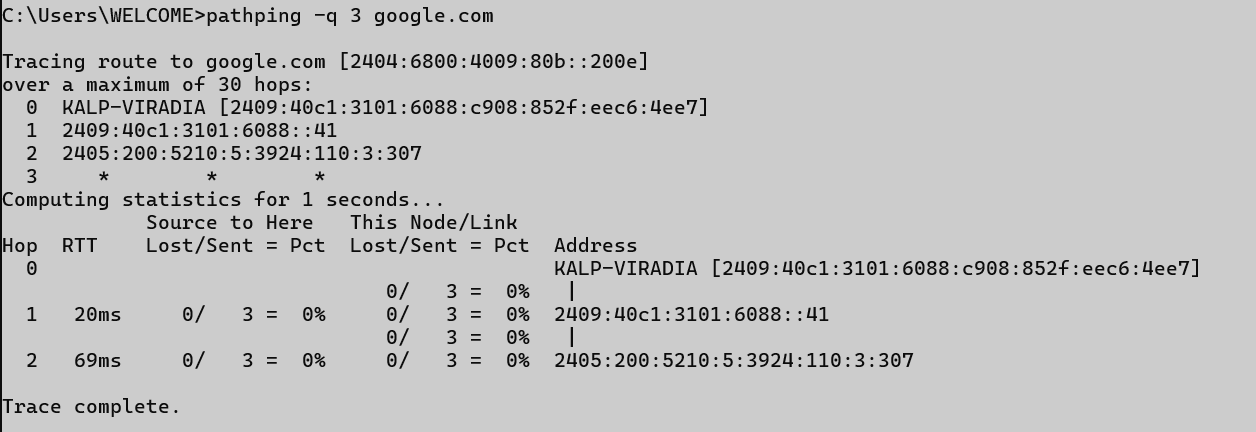 C:\Users\WELCOME>pathping -q 3 google.com
Tracing route to google.com [2404:6800:4009:80b::200e]
over a maximum of 30 hops:
  0  KALP-VIRADIA [2409:40c1:3101:6088:c908:852f:eec6:4ee7]
  1  2409:40c1:3101:6088::41
  2  2405:200:5210:5:3924:110:3:307
  3     *        *        *
Computing statistics for 1 seconds...
            Source to Here   This Node/Link
Hop  RTT    Lost/Sent = Pct  Lost/Sent = Pct  Address
  0                                           KALP-VIRADIA [2409:40c1:3101:6088:c908:852f:eec6:4ee7]
                                0/   3 =  0%   |
  1   20ms     0/   3 =  0%     0/   3 =  0%  2409:40c1:3101:6088::41
                                0/   3 =  0%   |
  2   69ms     0/   3 =  0%     0/   3 =  0%  2405:200:5210:5:3924:110:3:307
Trace complete.